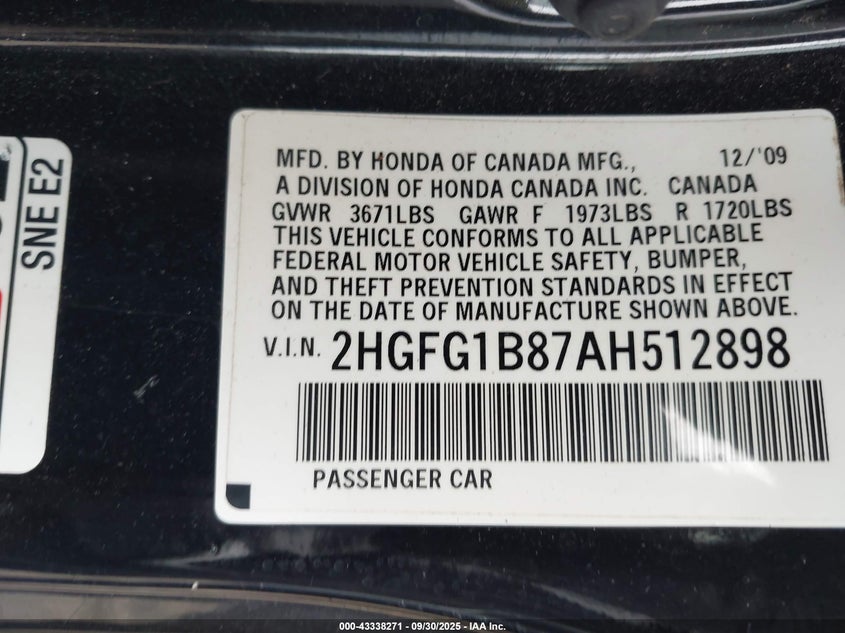 SNE E2
MFD. BY HONDA OF CANADA MFG., 12/'09
A DIVISION OF HONDA CANADA INC. CANADA
GVWR 3671LBS GAWR F 1973LBS R 1720LBS
THIS VEHICLE CONFORMS TO ALL APPLICABLE
FEDERAL MOTOR VEHICLE SAFETY, BUMPER,
AND THEFT PREVENTION STANDARDS IN EFFECT
ON THE DATE OF MANUFACTURE SHOWN ABOVE.
V.I.N. 2HGFG1B87AH512898
PASSENGER CAR
000-43338271 — 09/30/2025 — IAA Inc.